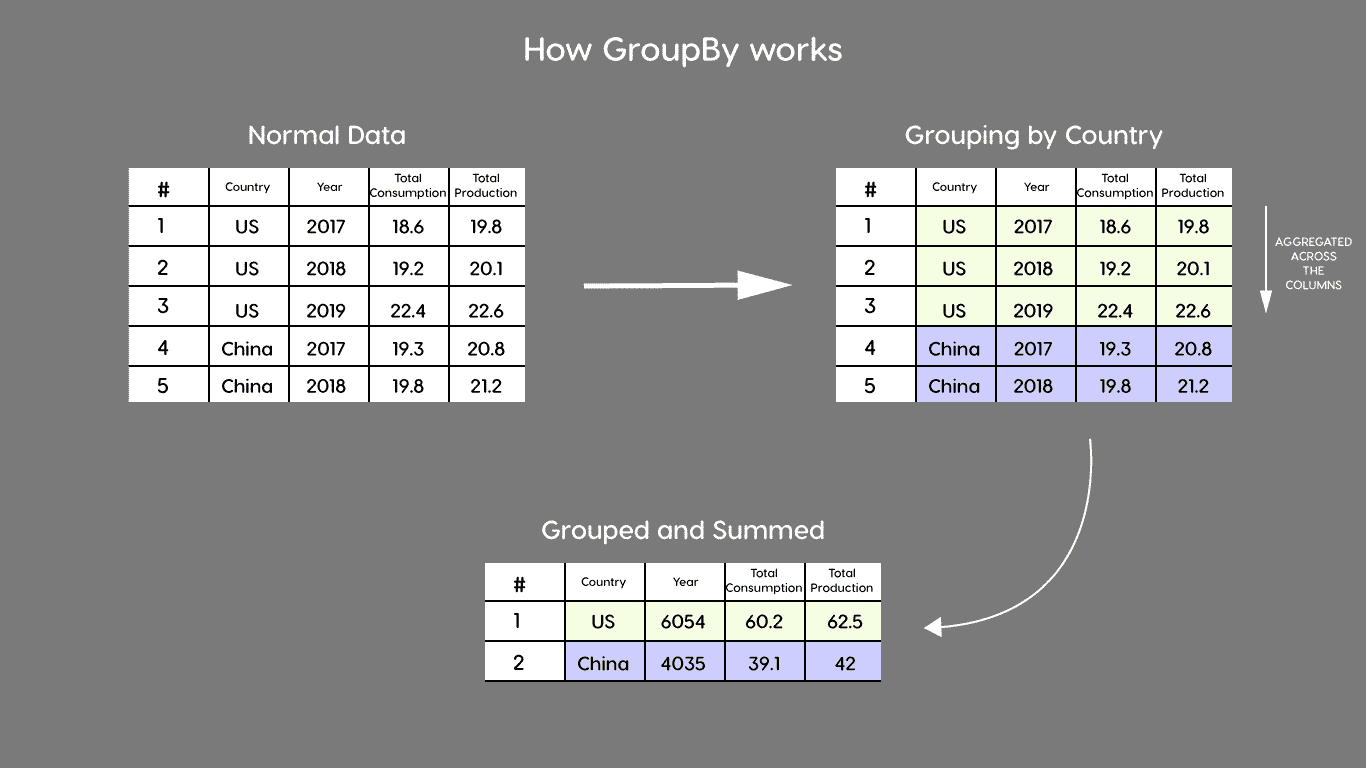 How GroupBy works
Normal Data
# Country Year Total Consumption Total Production
1 US 2017 18.6 19.8
2 US 2018 19.2 20.1
3 US 2019 22.4 22.6
4 China 2017 19.3 20.8
5 China 2018 19.8 21.2
Grouping by Country
# Country Year Total Consumption Total Production
1 US 2017 18.6 19.8
2 US 2018 19.2 20.1
3 US 2019 22.4 22.6
4 China 2017 19.3 20.8
5 China 2018 19.8 21.2
AGGREGATED
ACROSS
THE
COLUMNS
Grouped and Summed
# Country Year Total Consumption Total Production
1 US 6054 60.2 62.5
2 China 4035 39.1 42